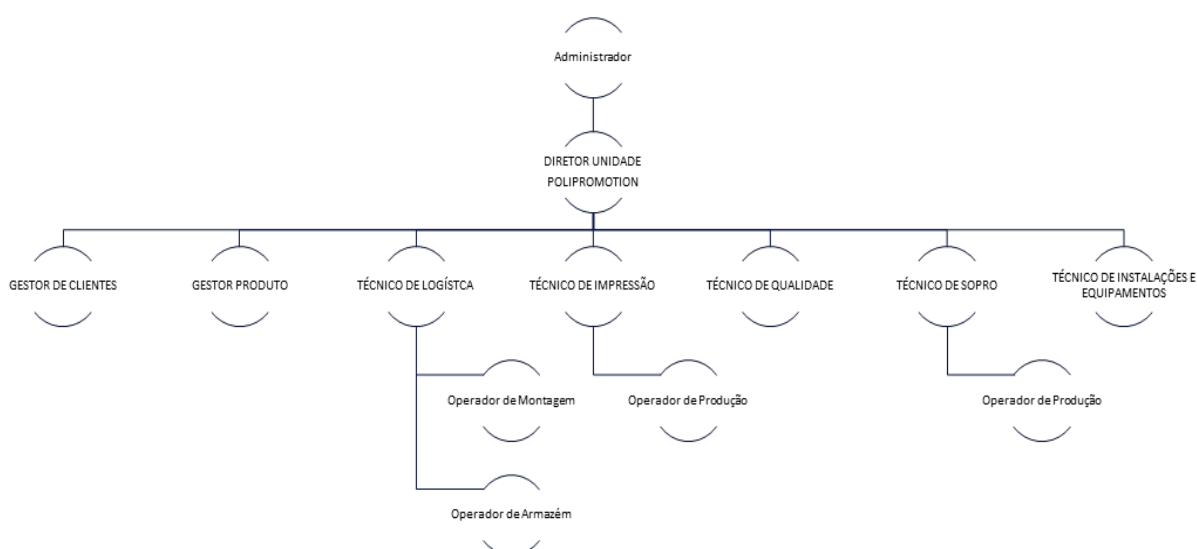 Administrador
DIRETOR UNIDADE
POLIPROMOTION
GESTOR DE CLIENTES
GESTOR PRODUTO
TÉCNICO DE LOGÍSTCA
TÉCNICO DE IMPRESSÃO
TÉCNICO DE QUALIDADE
TÉCNICO DE SOPRO
TÉCNICO DE INSTALAÇÕES E
EQUIPAMENTOS
Operador de Montagem
Operador de Produção
Operador de Produção
Operador de Armazém